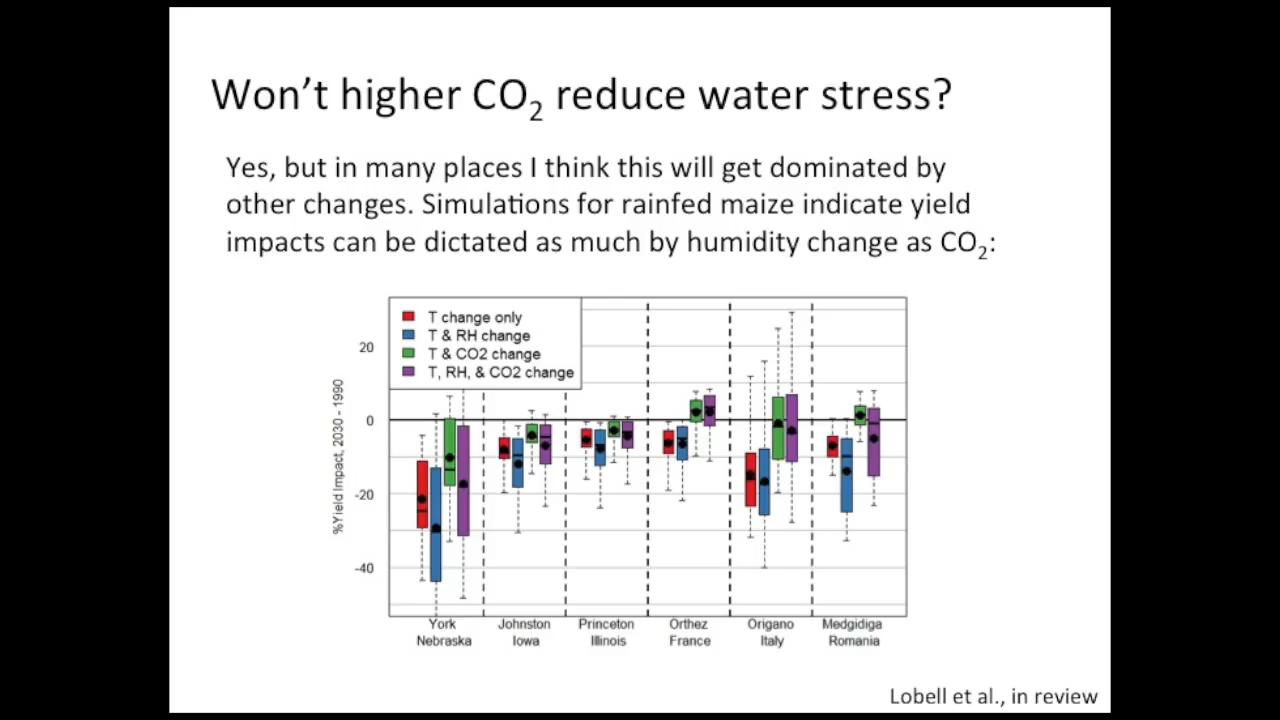 Won't higher CO2 reduce water stress?
Yes, but in many places I think this will get dominated by
other changes. Simulations for rainfed maize indicate yield
impacts can be dictated as much by humidity change as CO2:
T change only
T & RH change
T & CO2 change
T, RH, & CO2 change
%Yield Impact, 2030 - 1990
20
0
-20
-40
York
Nebraska
Johnston
Iowa
Princeton
Illinois
Orthez
France
Origano
Italy
Medgidiga
Romania
Lobell et al., in review